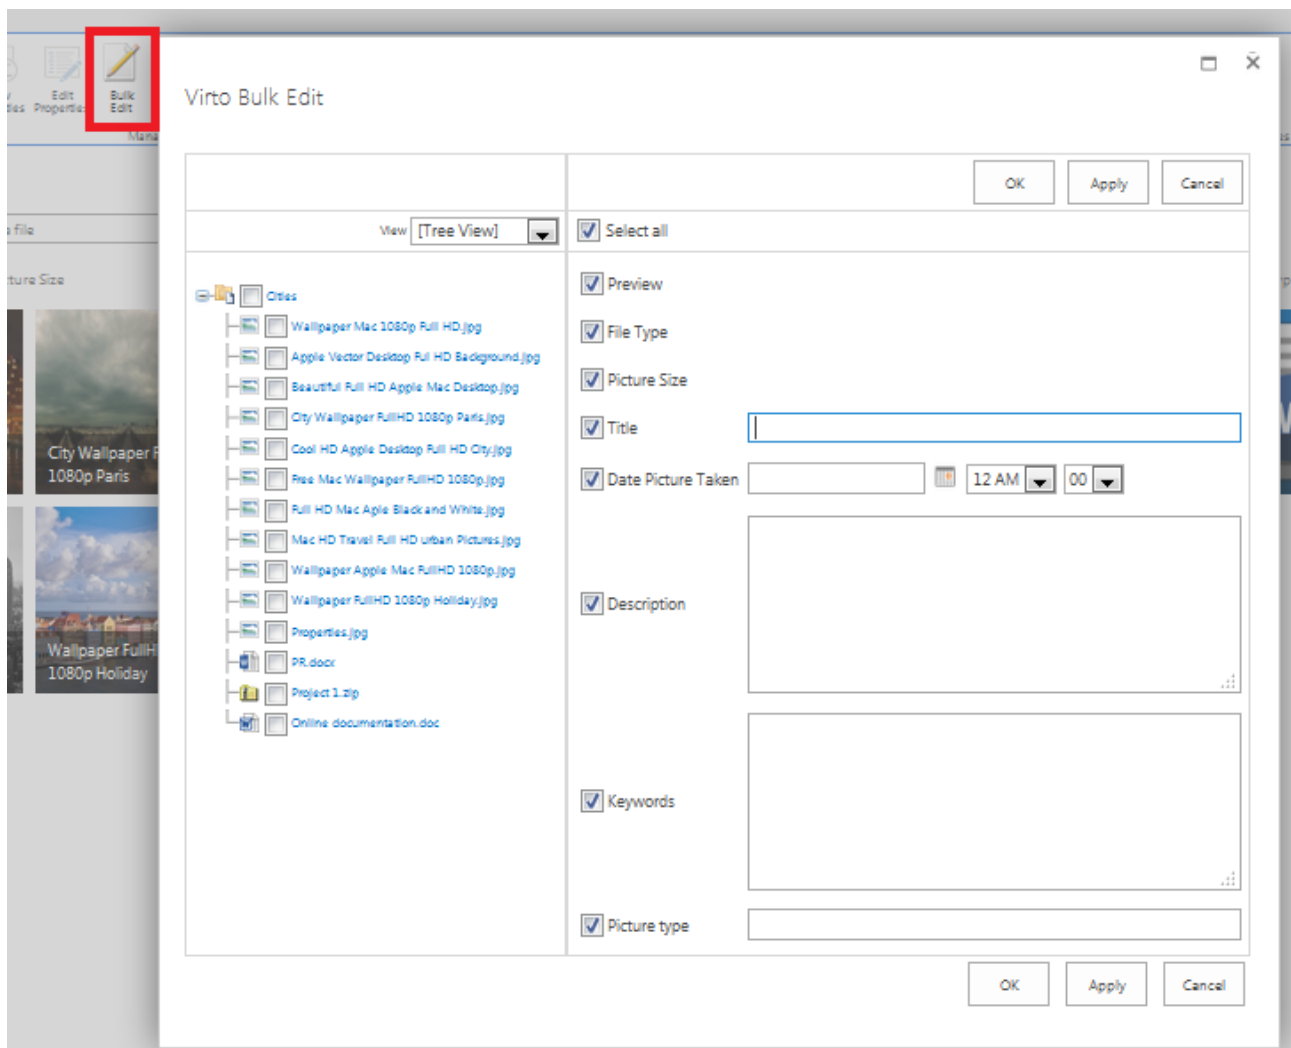 Edit
Properties
Bulk
Edit
Virto Bulk Edit
OK
Apply
Cancel
View
[Tree View]
Select all
file
Size
Cities
Wallpaper Mac 1080p Full HD.jpg
Apple Vector Desktop Ful HD Background.jpg
Beautiful Full HD Apple Mac Desktop.jpg
City Wallpaper FullHD 1080p Paris.jpg
Cool HD Apple Desktop Full HD City.jpg
Free Mac Wallpaper FullHD 1080p.jpg
Full HD Mac Aple Black and White.jpg
Mac HD Travel Full HD urban Pictures.jpg
Wallpaper Apple Mac FullHD 1080p.jpg
Wallpaper FullHD 1080p Holiday.jpg
Properties.jpg
PR.docx
Project 1.zip
Online documentation.doc
City Wallpaper F
1080p Paris
Wallpaper FullH
1080p Holiday
Preview
File Type
Picture Size
Title
Date Picture Taken
12 AM
00
Description
Keywords
Picture type
OK
Apply
Cancel